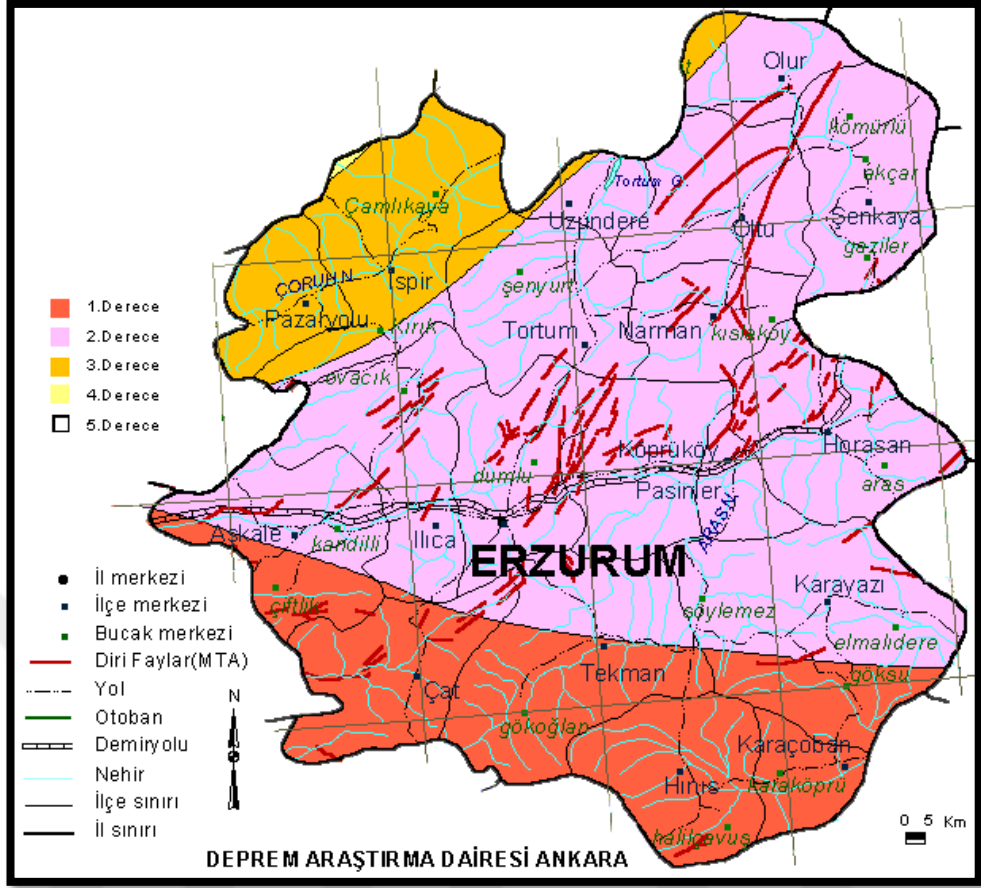 Olur
kömürlü
akçar
Tortum G.
Çamlıkaya
Uzundere
Oltu
Şenkaya
gaziler
ÇORUH N.
İspir
şenyurt
Pazaryolu
kırık
Tortum
Narman
kışlaköy
1.Derece
2.Derece
3.Derece
4.Derece
5.Derece
ovacık
Köprüköy
Horasan
dumlu
Pasinler
aras
ARAS N.
Aşkale
kandilli
Ilıca
ERZURUM
Karayazı
çiftlik
söylemez
elmalıdere
Tekman
göksu
Çat
gökoğlap
Karaçoban
Hınıs
karaköprü
halilçavuş
İl merkezi
İlçe merkezi
Bucak merkezi
Diri Faylar(MTA)
Yol
Otoban
Demiryolu
Nehir
İlçe sınırı
İl sınırı
N
0 5 Km
DEPREM ARAŞTIRMA DAİRESİ ANKARA